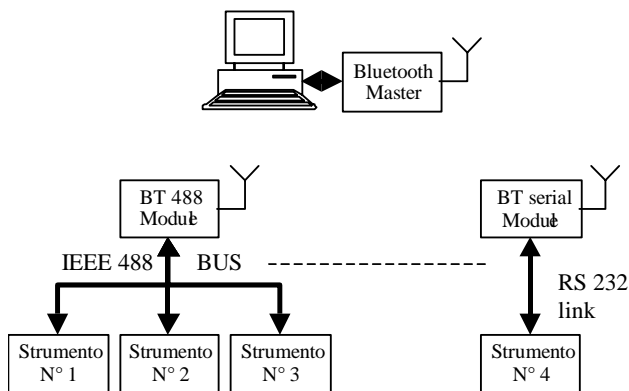 Bluetooth
Master
BT 488
Module
BT serial
Module
IEEE 488 BUS
RS 232
link
Strumento
N° 1
Strumento
N° 2
Strumento
N° 3
Strumento
N° 4